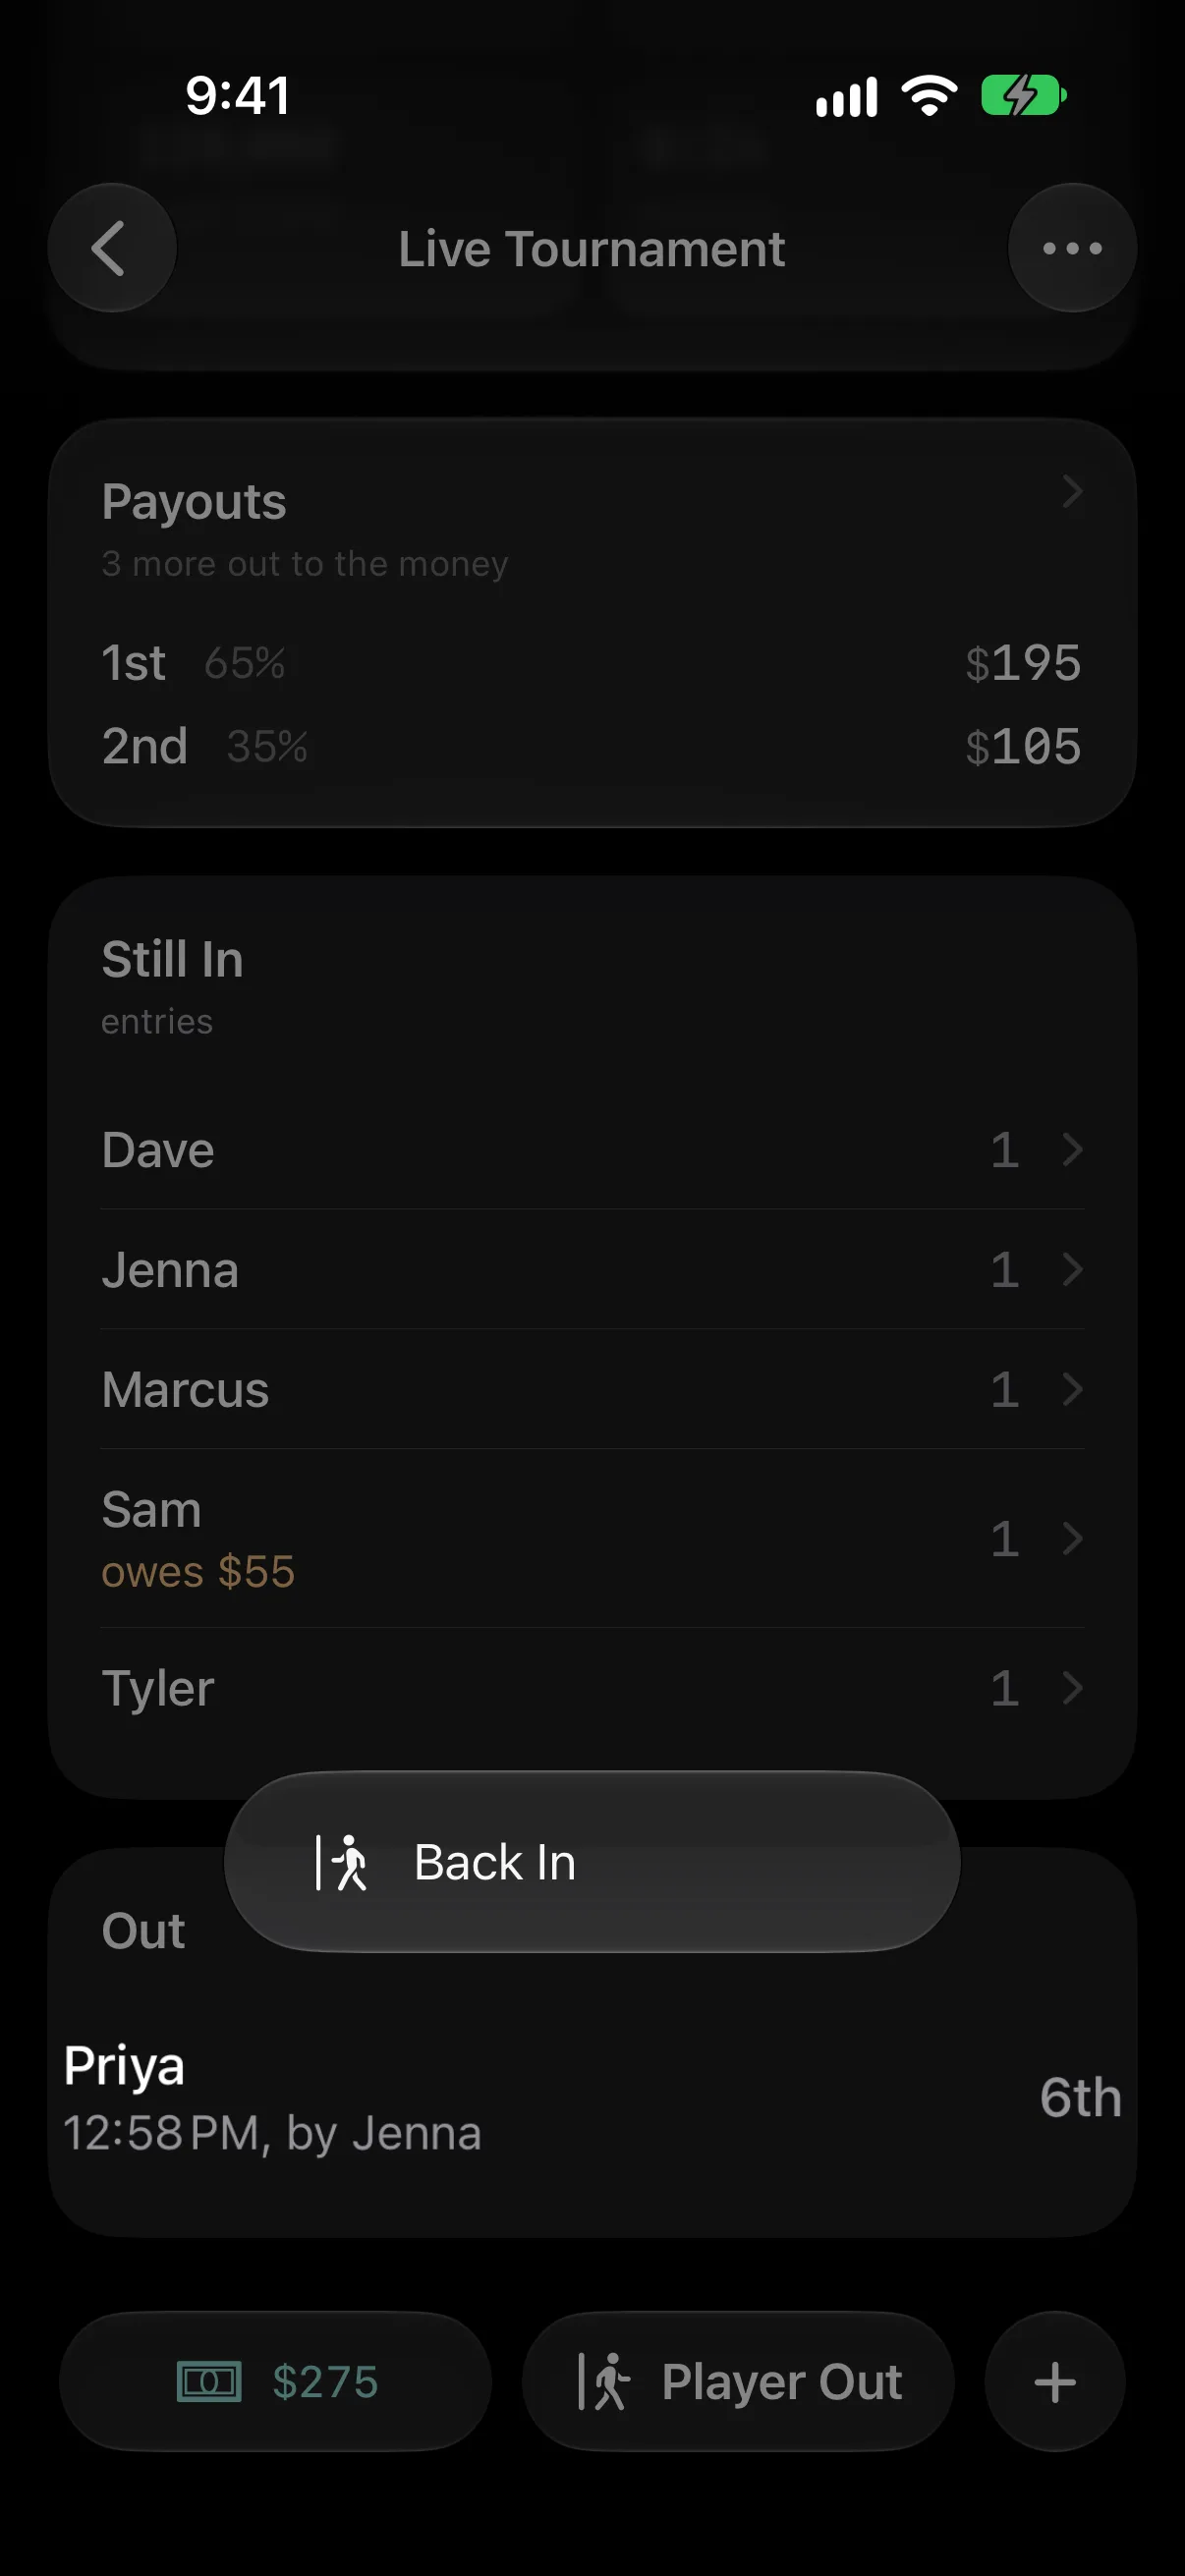 9:41
Live Tournament
Payouts
3 more out to the money
1st 65% $195
2nd 35% $105
Still In
entries
Dave 1
Jenna 1
Marcus 1
Sam 1
owes $55
Tyler 1
Back In
Out
Priya 6th
12:58 PM, by Jenna
$275 Player Out